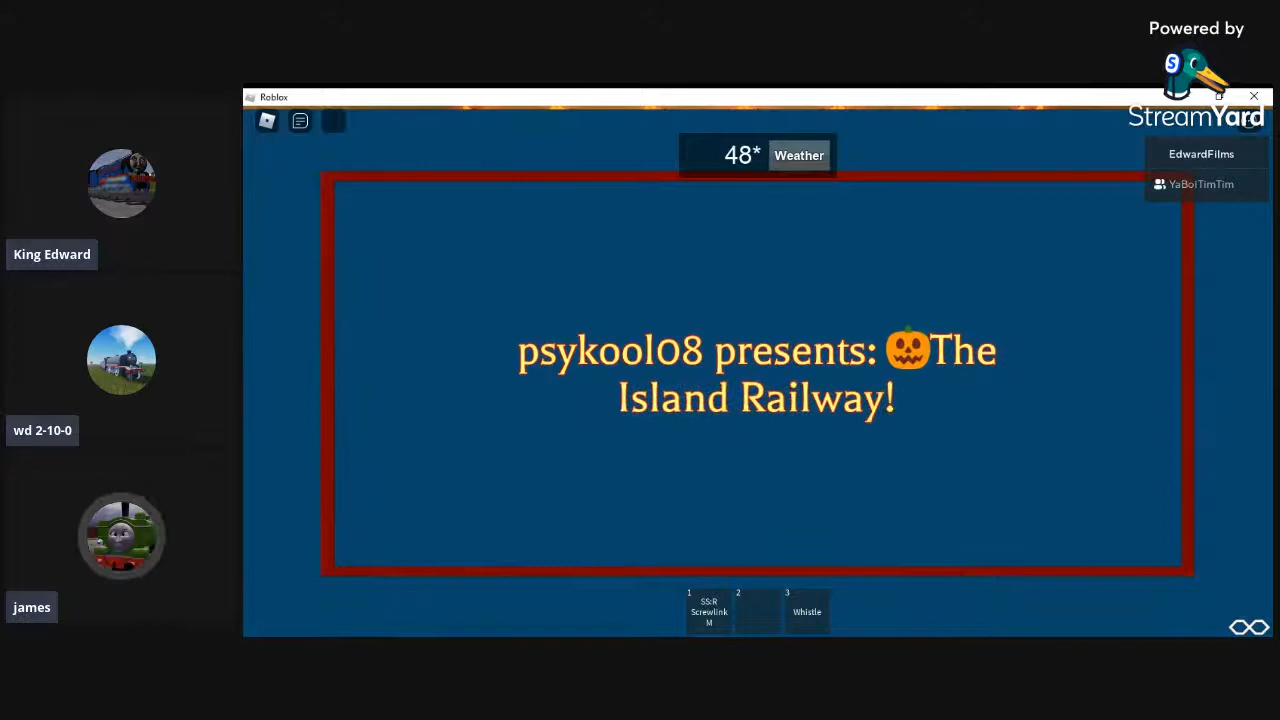 Powered by
StreamYard
Roblox
48* Weather
EdwardFilms
YaBoiTimTim
King Edward
psykool08 presents: 🎃The
Island Railway!
wd 2-10-0
james
1
SS:R
Screwlink
M
2
3
Whistle